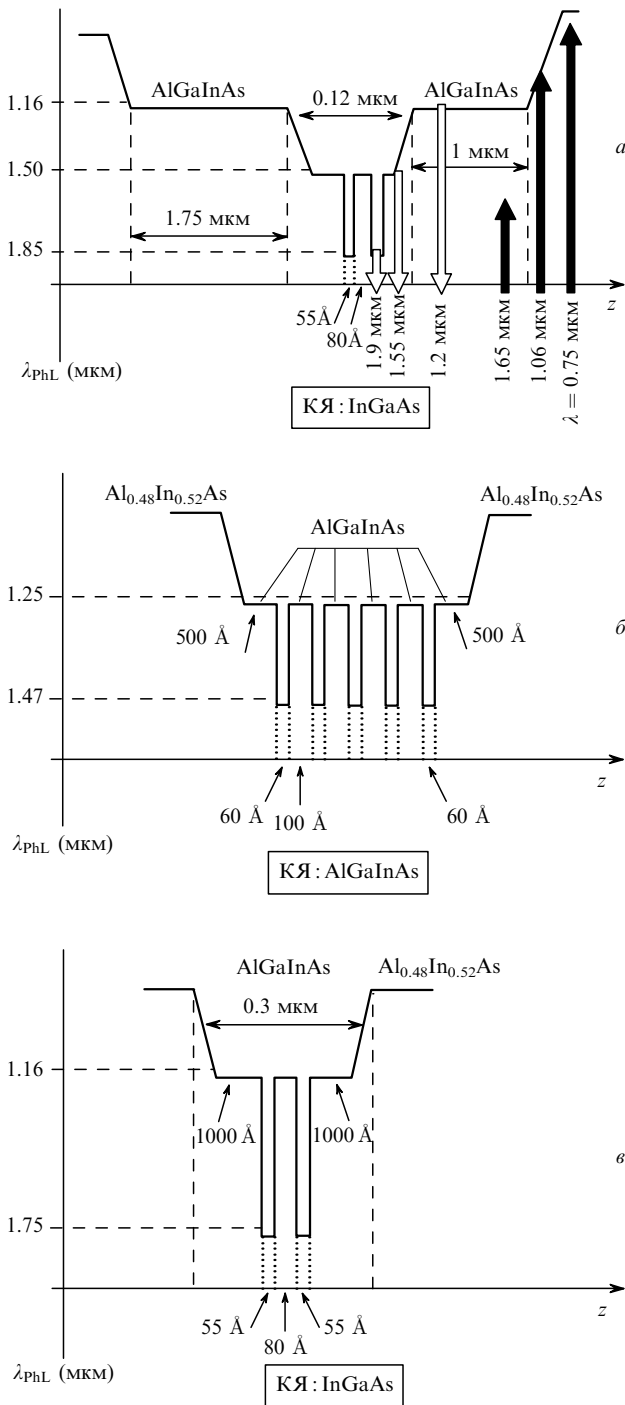 AlGaInAs
AlGaInAs
0.12 мкм
1.16
а
1.50
1 мкм
1.75 мкм
1.85
z
55Å
80Å
1.9 мкм
1.55 мкм
1.2 мкм
1.65 мкм
1.06 мкм
λ = 0.75 мкм
λPhL (мкм)
КЯ : InGaAs
Al0.48In0.52As
Al0.48In0.52As
AlGaInAs
1.25
500 Å
500 Å
б
1.47
z
60 Å
100 Å
60 Å
λPhL (мкм)
КЯ : AlGaInAs
AlGaInAs
Al0.48In0.52As
0.3 мкм
1.16
1000 Å
1000 Å
в
1.75
z
55 Å
80 Å
55 Å
λPhL (мкм)
КЯ : InGaAs